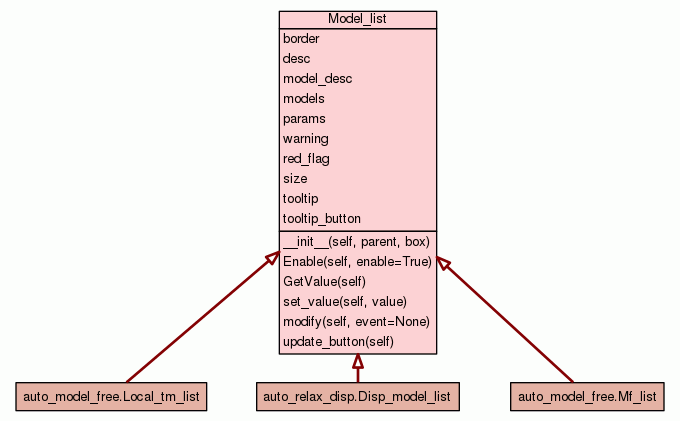 Model_list
border
desc
model_desc
models
params
warning
red_flag
size
tooltip
tooltip_button
__init__(self, parent, box)
Enable(self, enable=True)
GetValue(self)
set_value(self, value)
modify(self, event=None)
update_button(self)
auto_model_free.Local_tm_list
auto_relax_disp.Disp_model_list
auto_model_free.Mf_list